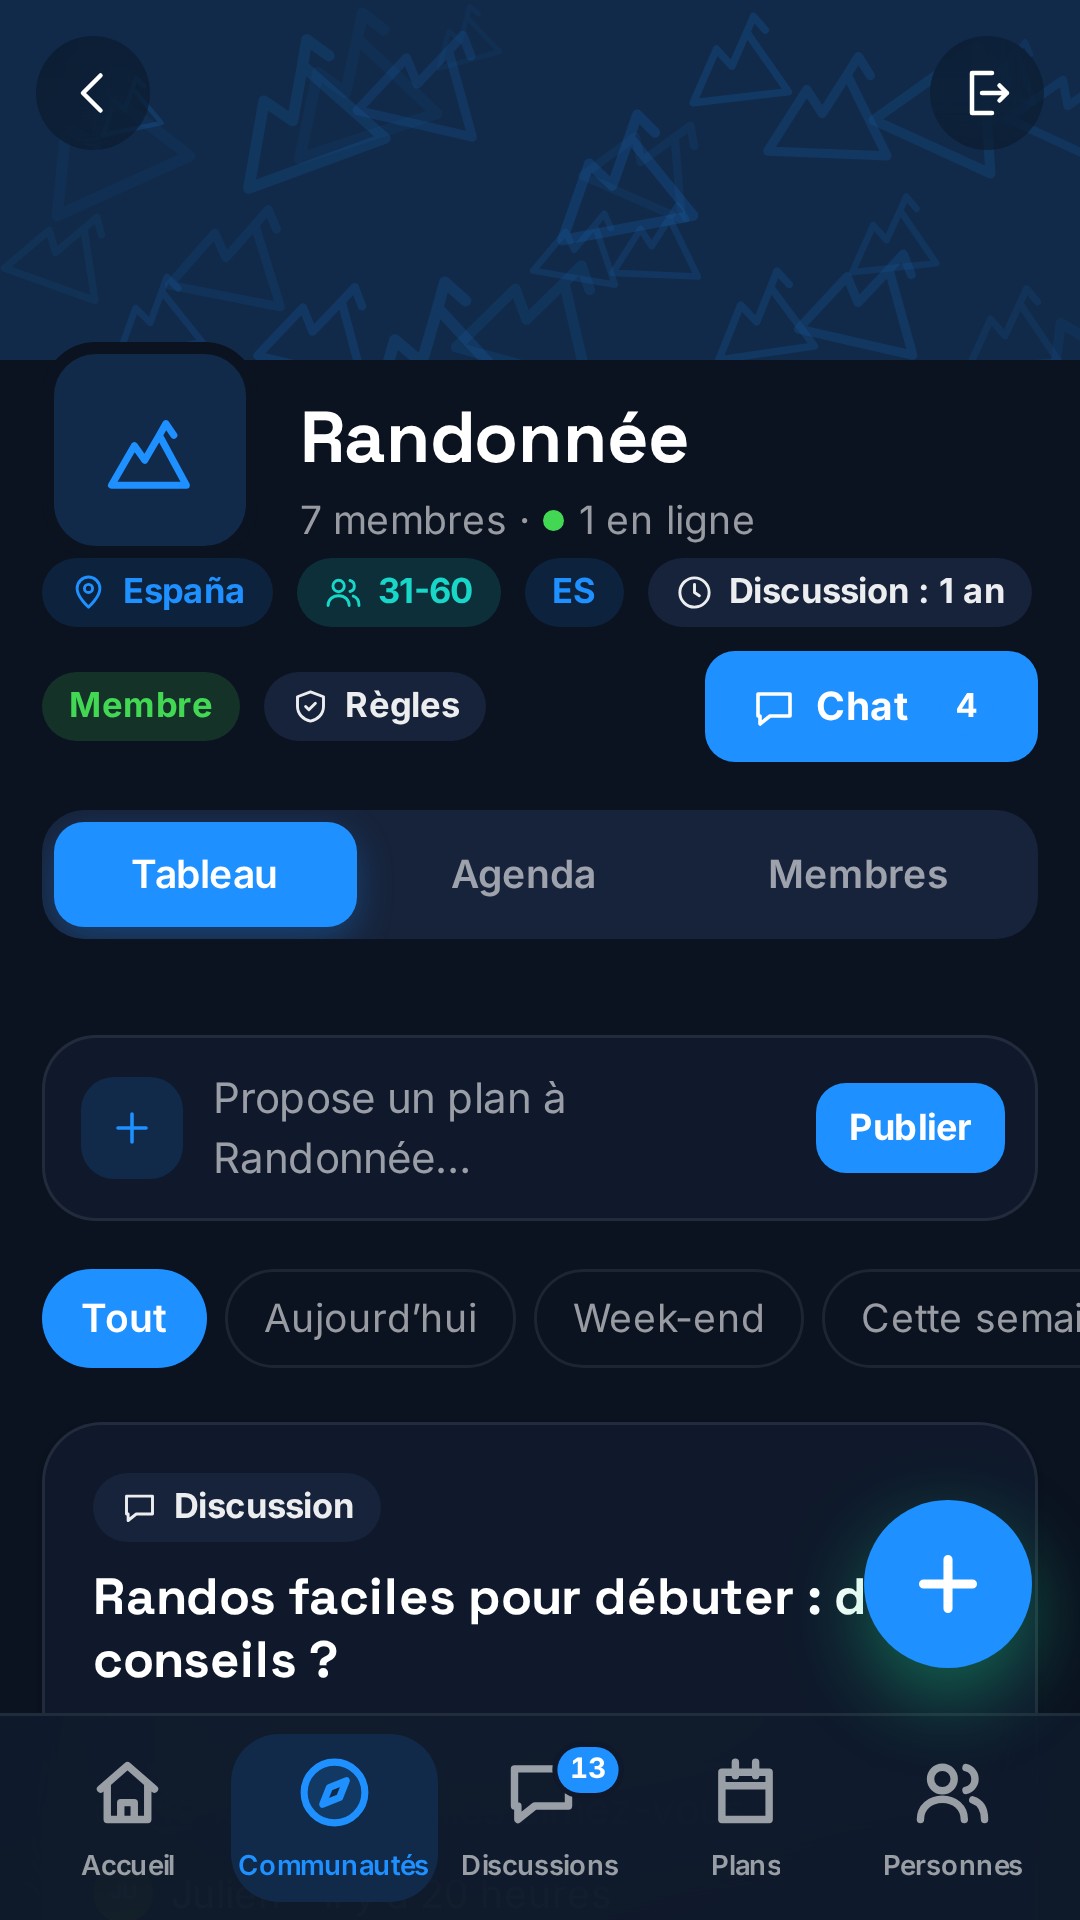 Randonnée
7 membres · 1 en ligne
España
31-60
ES
Discussion : 1 an
Membre
Règles
Chat 4
Tableau
Agenda
Membres
Propose un plan à
Randonnée...
Publier
Tout
Aujourd’hui
Week-end
Cette semai
Discussion
Randos faciles pour débuter : d
conseils ?
13
Accueil
Communautés
Discussions
Plans
Personnes